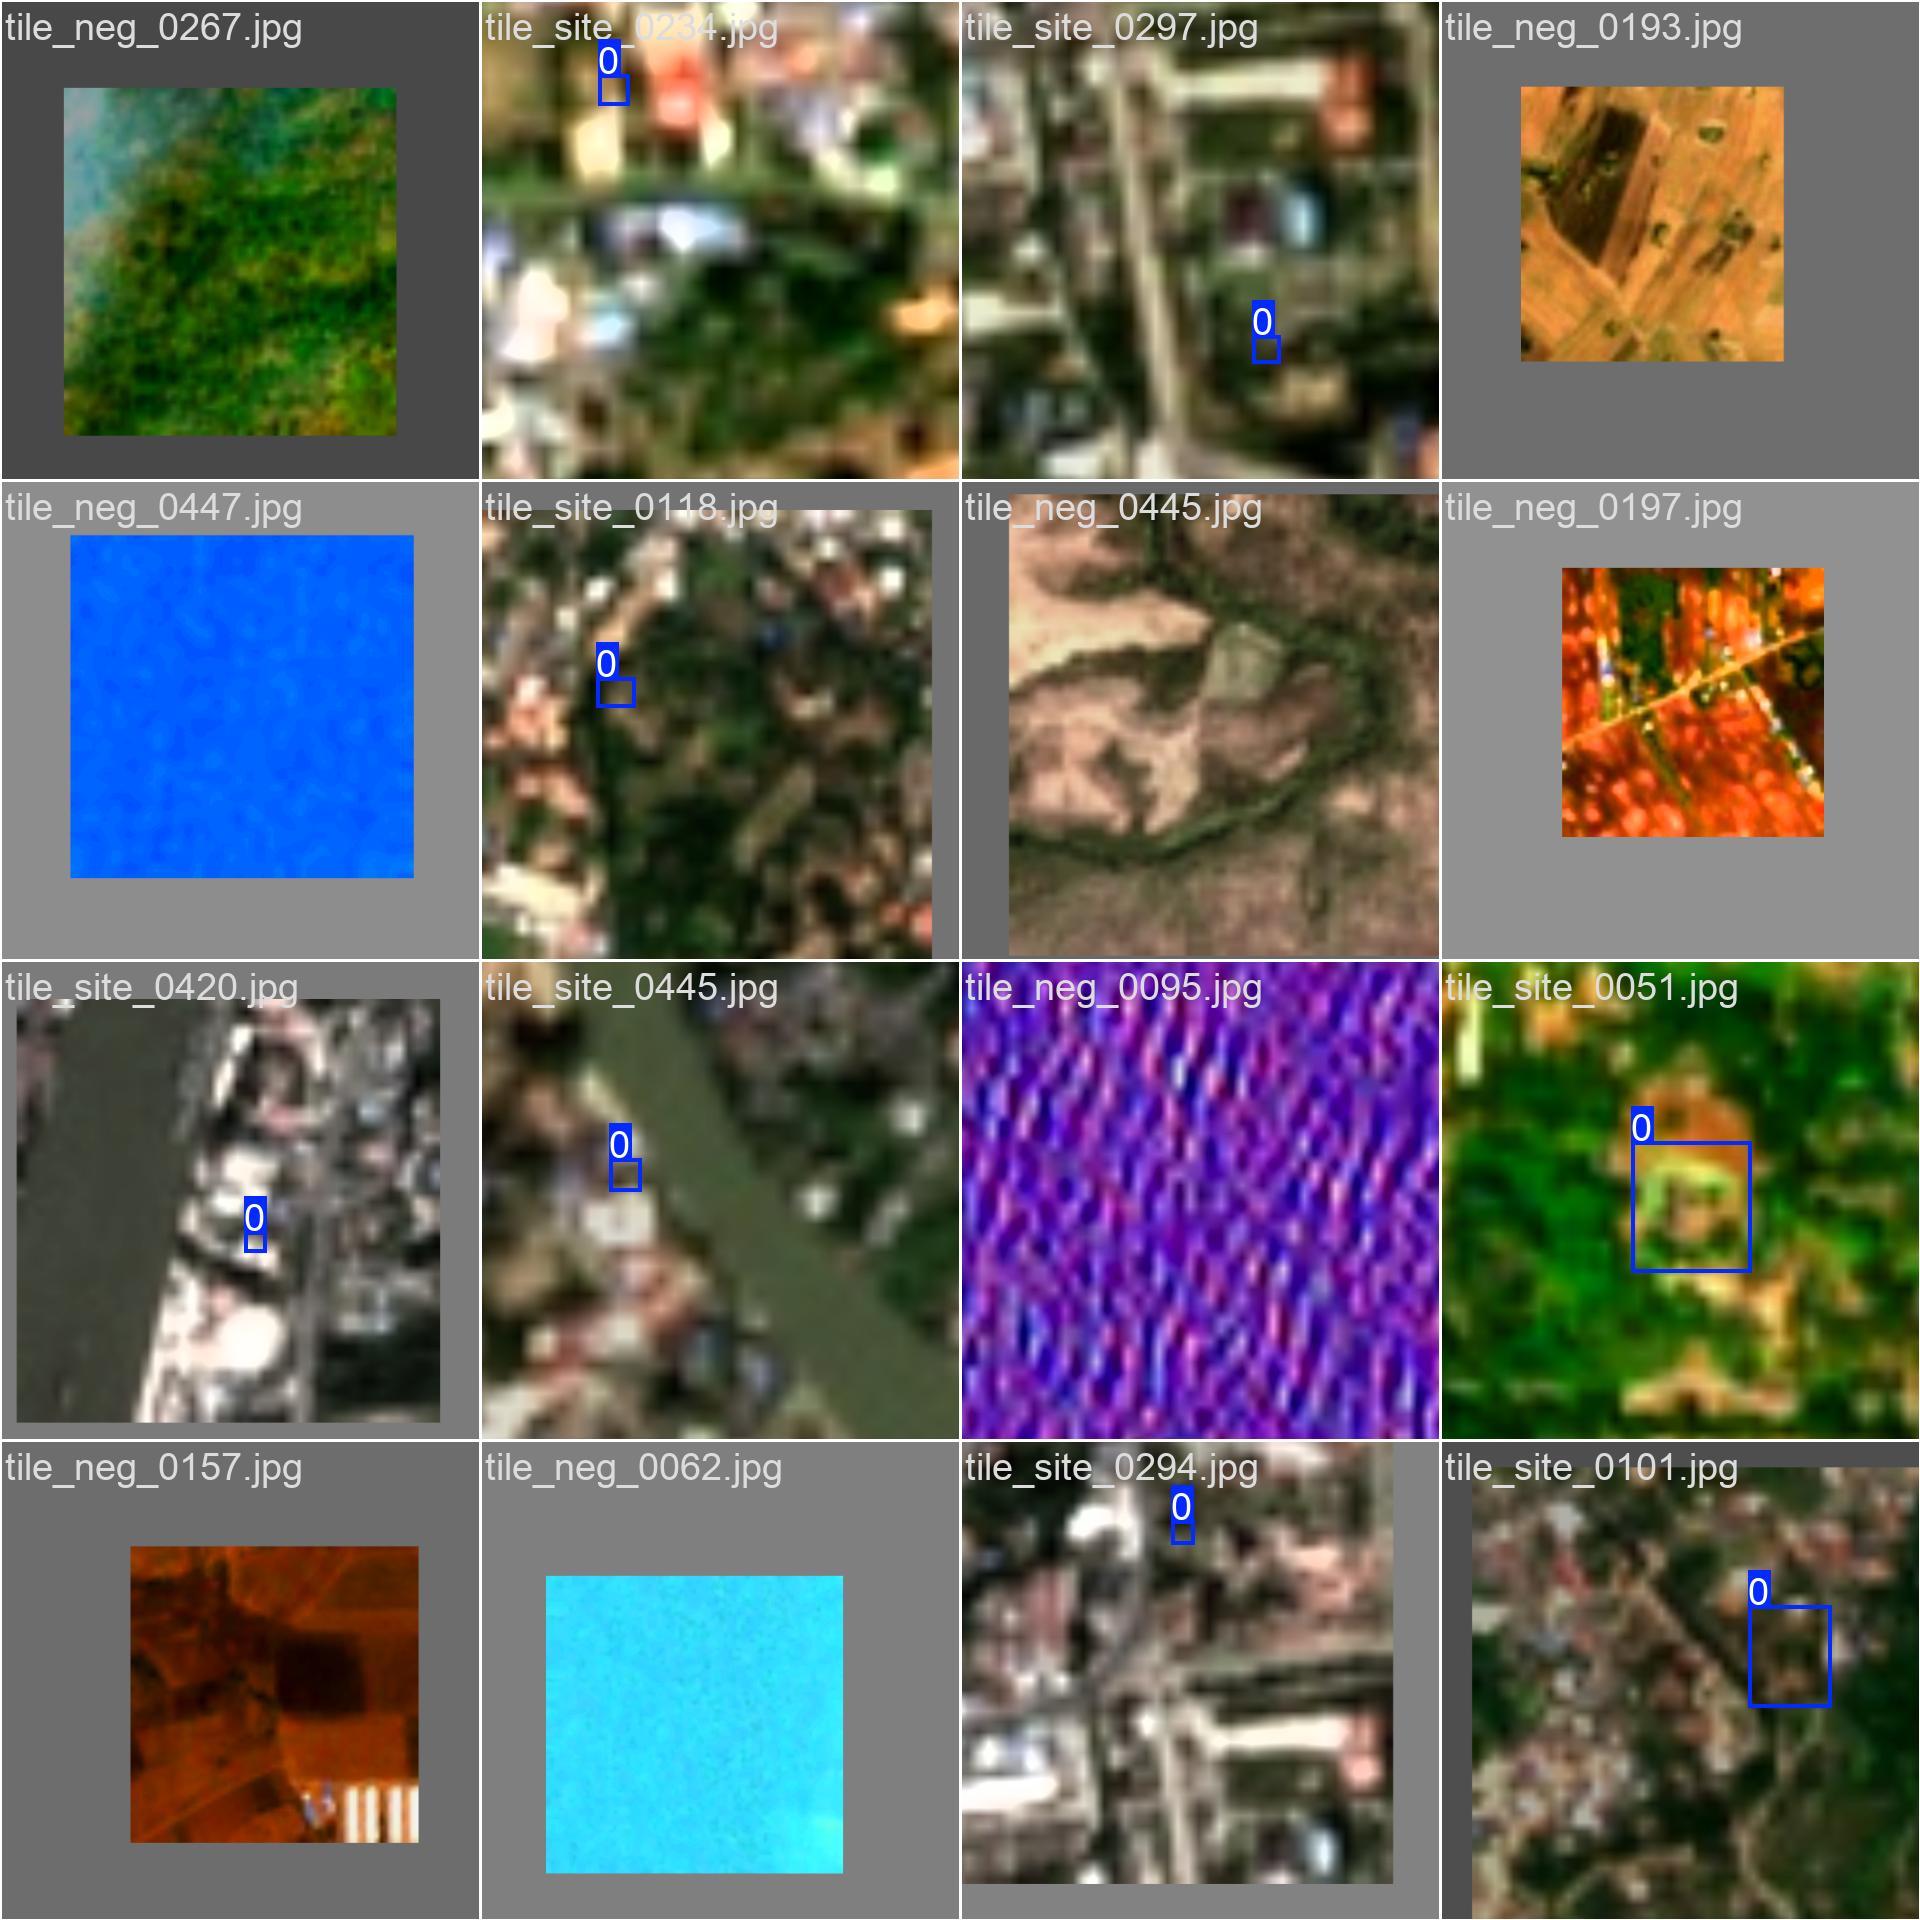 tile_neg_0267.jpg
tile_site_0234.jpg
tile_site_0297.jpg
tile_neg_0193.jpg
0
0
tile_neg_0447.jpg
tile_site_0118.jpg
tile_neg_0445.jpg
tile_neg_0197.jpg
0
tile_site_0420.jpg
tile_site_0445.jpg
tile_neg_0095.jpg
tile_site_0051.jpg
0
0
0
tile_neg_0157.jpg
tile_neg_0062.jpg
tile_site_0294.jpg
tile_site_0101.jpg
0
0